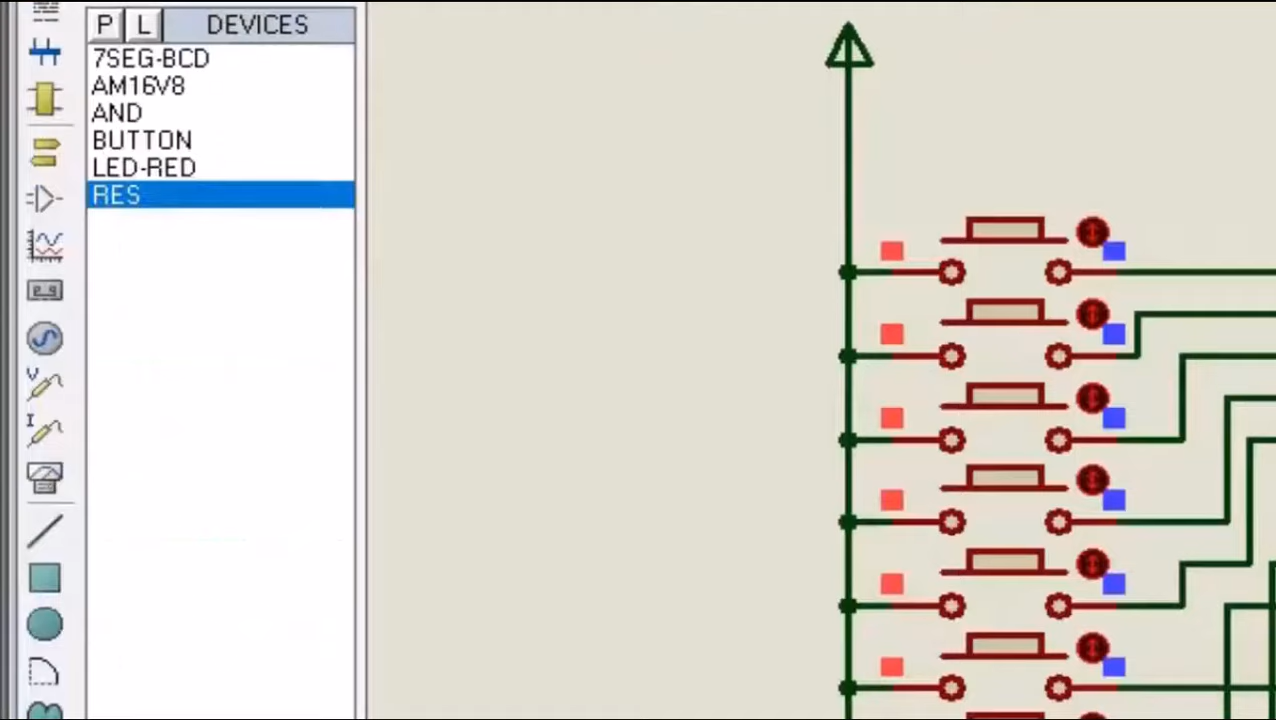 P L DEVICES
7SEG-BCD
AM16V8
AND
BUTTON
LED-RED
RES
V
I